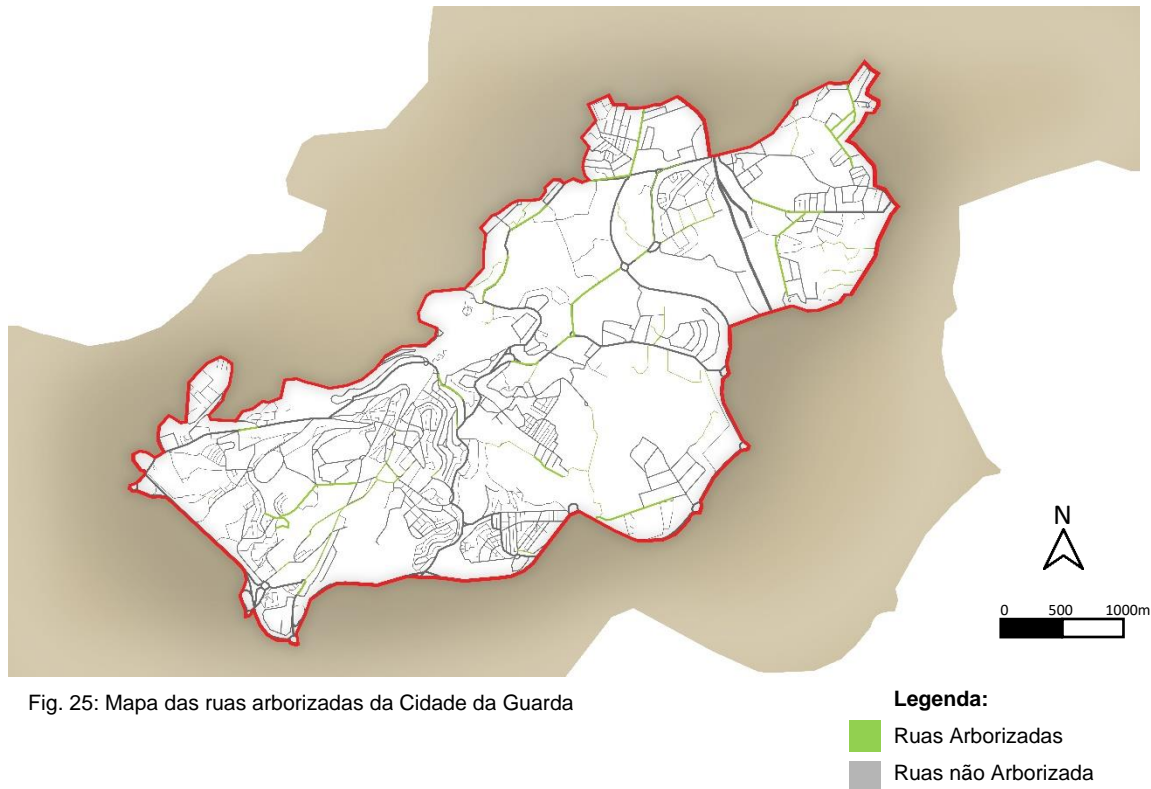 N
0 500 1000m
Fig. 25: Mapa das ruas arborizadas da Cidade da Guarda
Legenda:
Ruas Arborizadas
Ruas não Arborizada